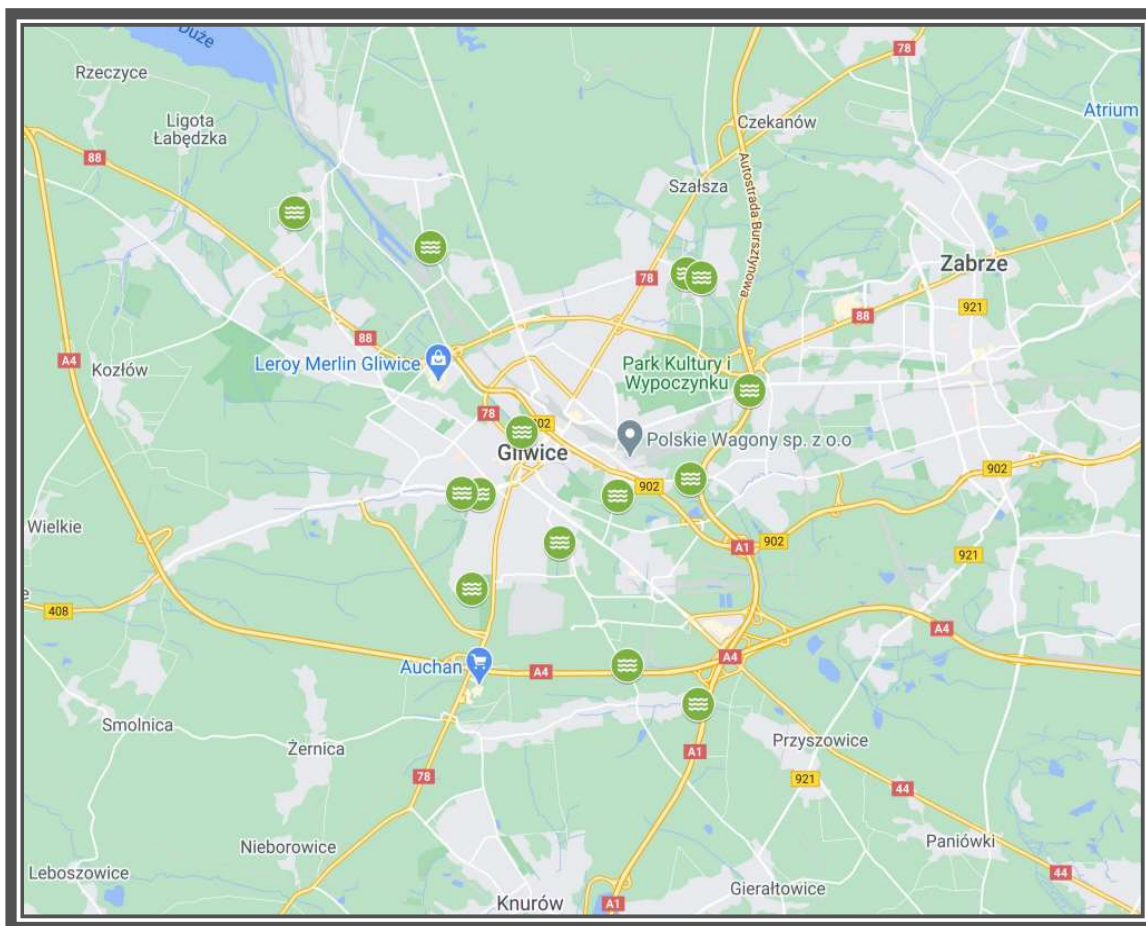 Duże
Rzeczyce
78
Atrium
Ligota
Łabędzka
Czekanów
88
Autostrada Bursztynowa
Szałsza
Zabrze
78
921
88
88
A4
Kozłów
Leroy Merlin Gliwice
Park Kultury i
Wypoczynku
78
902
Polskie Wagony sp. z o.o
Gliwice
902
902
Wielkie
A1
902
921
408
A4
A4
A4
Auchan
A4
Smolnica
Żernica
Przyszowice
A1
78
921
44
Nieborowice
Paniówki
Leboszowice
44
Gierałtowice
Knurów
A1